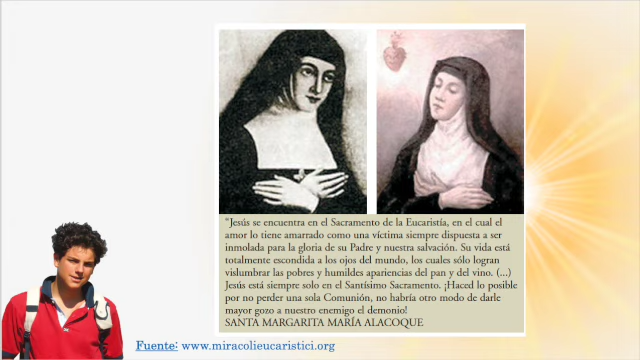 “Jesús se encuentra en el Sacramento de la Eucaristía, en el cual el
amor lo tiene amarrado como una víctima siempre dispuesta a ser
inmolada para la gloria de su Padre y nuestra salvación. Su vida está
totalmente escondida a los ojos del mundo, los cuales sólo logran
vislumbrar las pobres y humildes apariencias del pan y del vino. (...)
Jesús está siempre solo en el Santísimo Sacramento. ¡Haced lo posible
por no perder una sola Comunión, no habría otro modo de darle
mayor gozo a nuestro enemigo el demonio!
SANTA MARGARITA MARÍA ALACOQUE
Fuente: www.miracolieucaristici.org